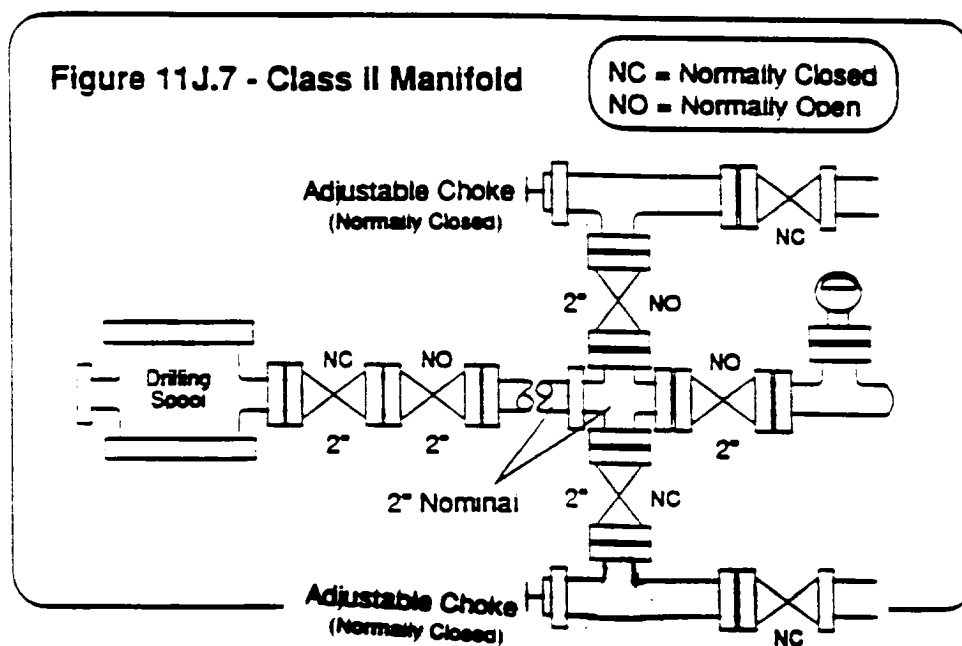 Figure 11J.7 - Class II Manifold
NC = Normally Closed
NO = Normally Open
Adjustable Choke
(Normally Closed)
NC
2" NO
NC NO
NO
Drilling
Spool
2" 2"
2"
2" Nominal
2" NC
Adjustable Choke
(Normally Closed)
NC